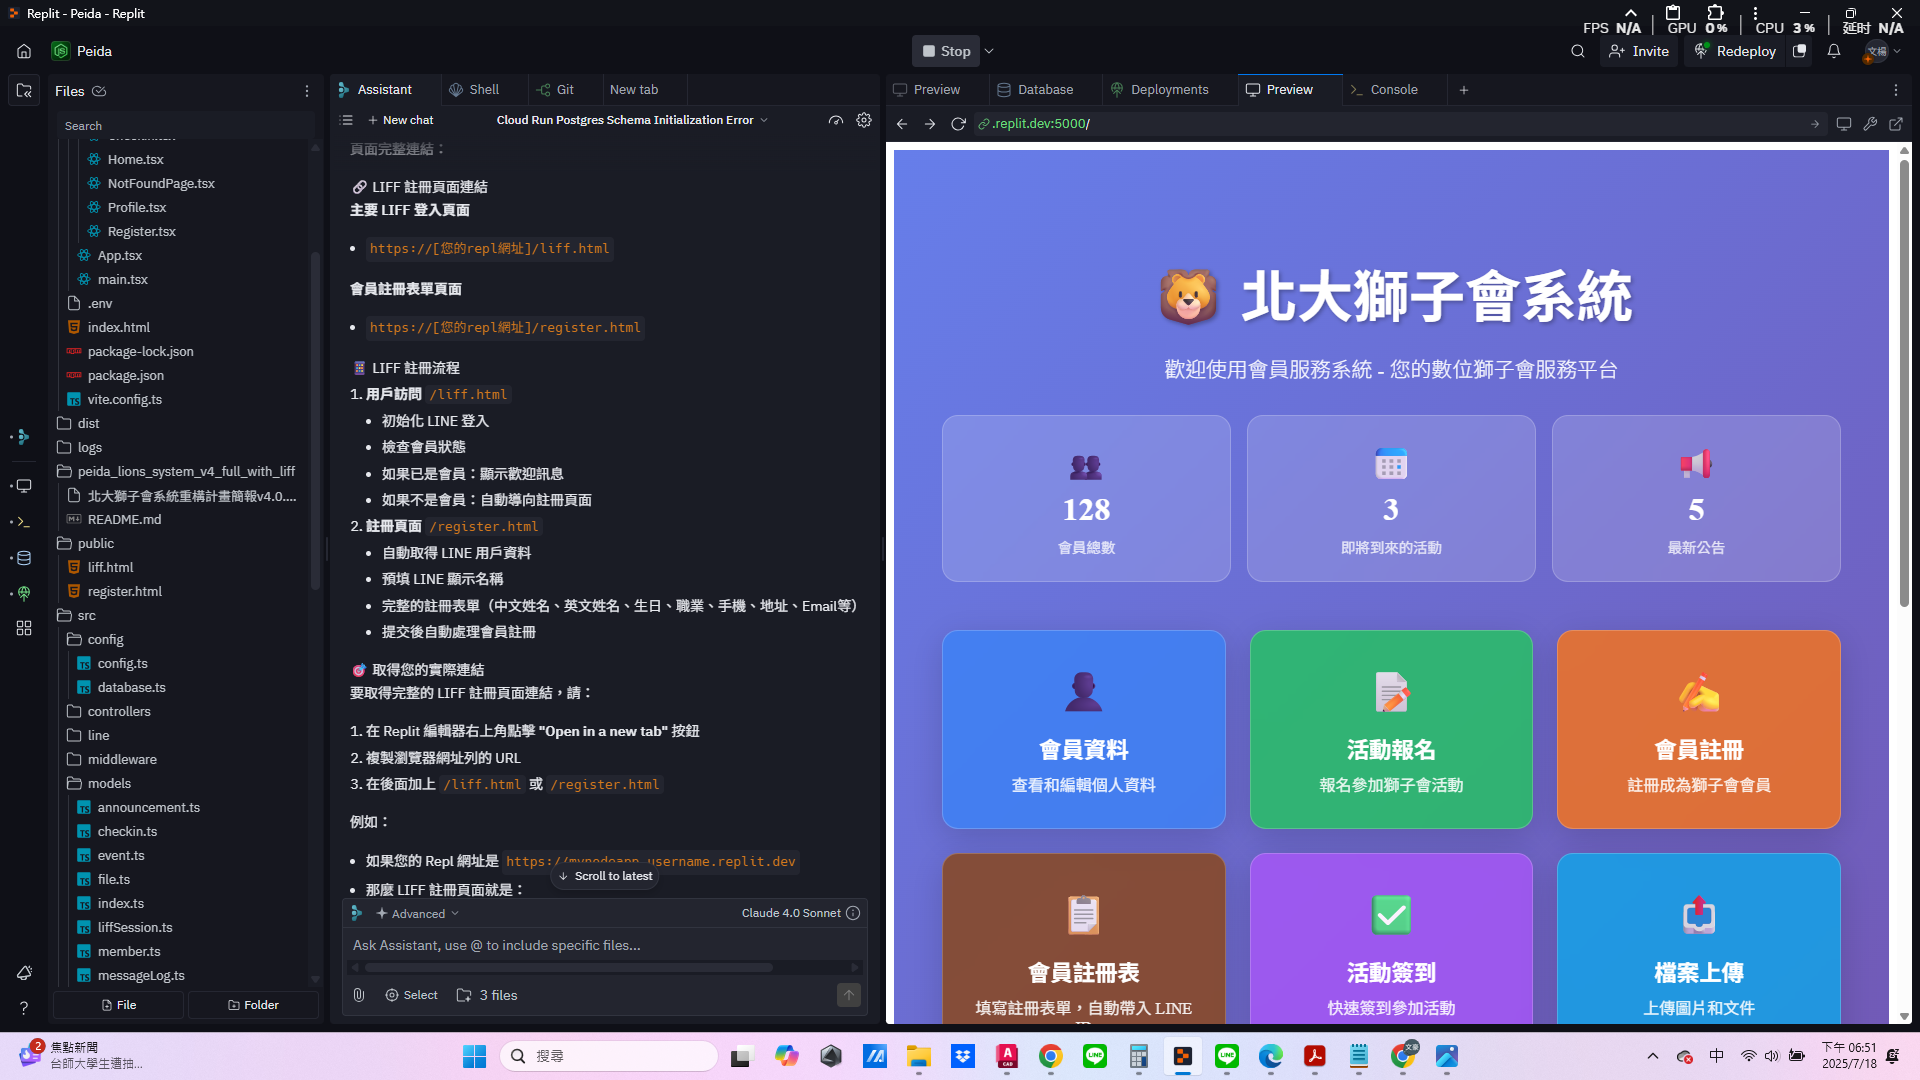 Replit - Peida - Replit
FPS N/A
GPU 0%
CPU 3%
延时 N/A
Peida
Stop
Invite
Redeploy
文楊
Files
Search
Home.tsx
NotFoundPage.tsx
Profile.tsx
Register.tsx
App.tsx
main.tsx
.env
index.html
package-lock.json
package.json
vite.config.ts
dist
logs
peida_lions_system_v4_full_with_liff
北大獅子會系統重構計畫簡報v4.0....
README.md
public
liff.html
register.html
src
config
config.ts
database.ts
controllers
line
middleware
models
announcement.ts
checkin.ts
event.ts
file.ts
index.ts
liffSession.ts
member.ts
messageLog.ts
File
Folder
Assistant
Shell
Git
New tab
New chat
Cloud Run Postgres Schema Initialization Error
頁面完整連結：
🔗 LIFF 註冊頁面連結
主要 LIFF 登入頁面
• https://[您的repl網址]/liff.html
會員註冊表單頁面
• https://[您的repl網址]/register.html
📱 LIFF 註冊流程
1. 用戶訪問 /liff.html
• 初始化 LINE 登入
• 檢查會員狀態
• 如果已是會員：顯示歡迎訊息
• 如果不是會員：自動導向註冊頁面
2. 註冊頁面 /register.html
• 自動取得 LINE 用戶資料
• 預填 LINE 顯示名稱
• 完整的註冊表單（中文姓名、英文姓名、生日、職業、手機、地址、Email等）
• 提交後自動處理會員註冊
🎯 取得您的實際連結
要取得完整的 LIFF 註冊頁面連結，請：
1. 在 Replit 編輯器右上角點擊 "Open in a new tab" 按鈕
2. 複製瀏覽器網址列的 URL
3. 在後面加上 /liff.html 或 /register.html
例如：
• 如果您的 Repl 網址是 https://mynodeapp.username.replit.dev
• 那麼 LIFF 註冊頁面就是：
Scroll to latest
Advanced
Claude 4.0 Sonnet
Ask Assistant, use @ to include specific files...
Select
3 files
Preview
Database
Deployments
Preview
Console
.replit.dev:5000/
🦁 北大獅子會系統
歡迎使用會員服務系統 - 您的數位獅子會服務平台
128
會員總數
3
即將到來的活動
5
最新公告
會員資料
查看和編輯個人資料
活動報名
報名參加獅子會活動
會員註冊
註冊成為獅子會會員
會員註冊表
填寫註冊表單，自動帶入 LINE
活動簽到
快速簽到參加活動
檔案上傳
上傳圖片和文件
2
焦點新聞
台師大學生遭抽...
搜尋
文豪
中
下午 06:51
2025/7/18